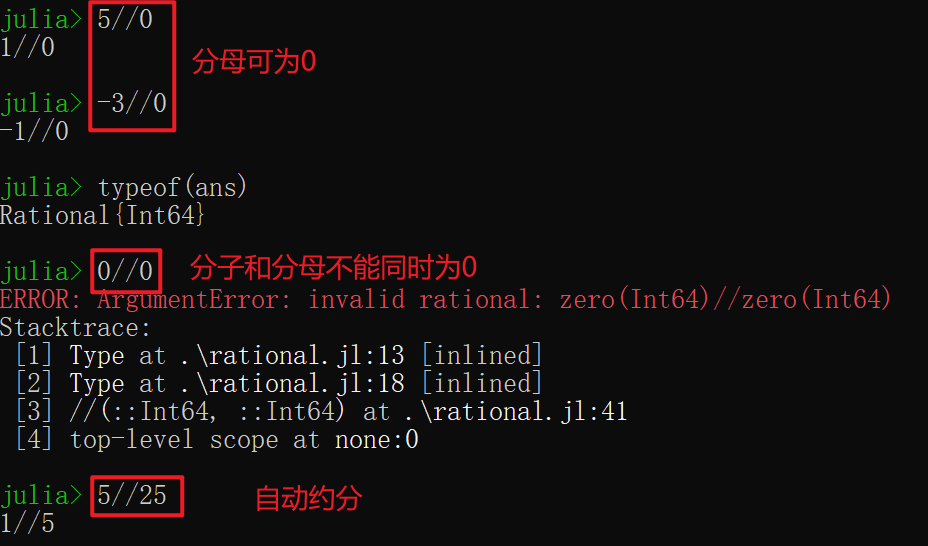 julia> 5//0
1//0
分母可为0
julia> -3//0
-1//0
julia> typeof(ans)
Rational{Int64}
julia> 0//0 分子和分母不能同时为0
ERROR: ArgumentError: invalid rational: zero(Int64)//zero(Int64)
Stacktrace:
[1] Type at .\rational.jl:13 [inlined]
[2] Type at .\rational.jl:18 [inlined]
[3] //(::Int64, ::Int64) at .\rational.jl:41
[4] top-level scope at none:0
julia> 5//25 自动约分
1//5